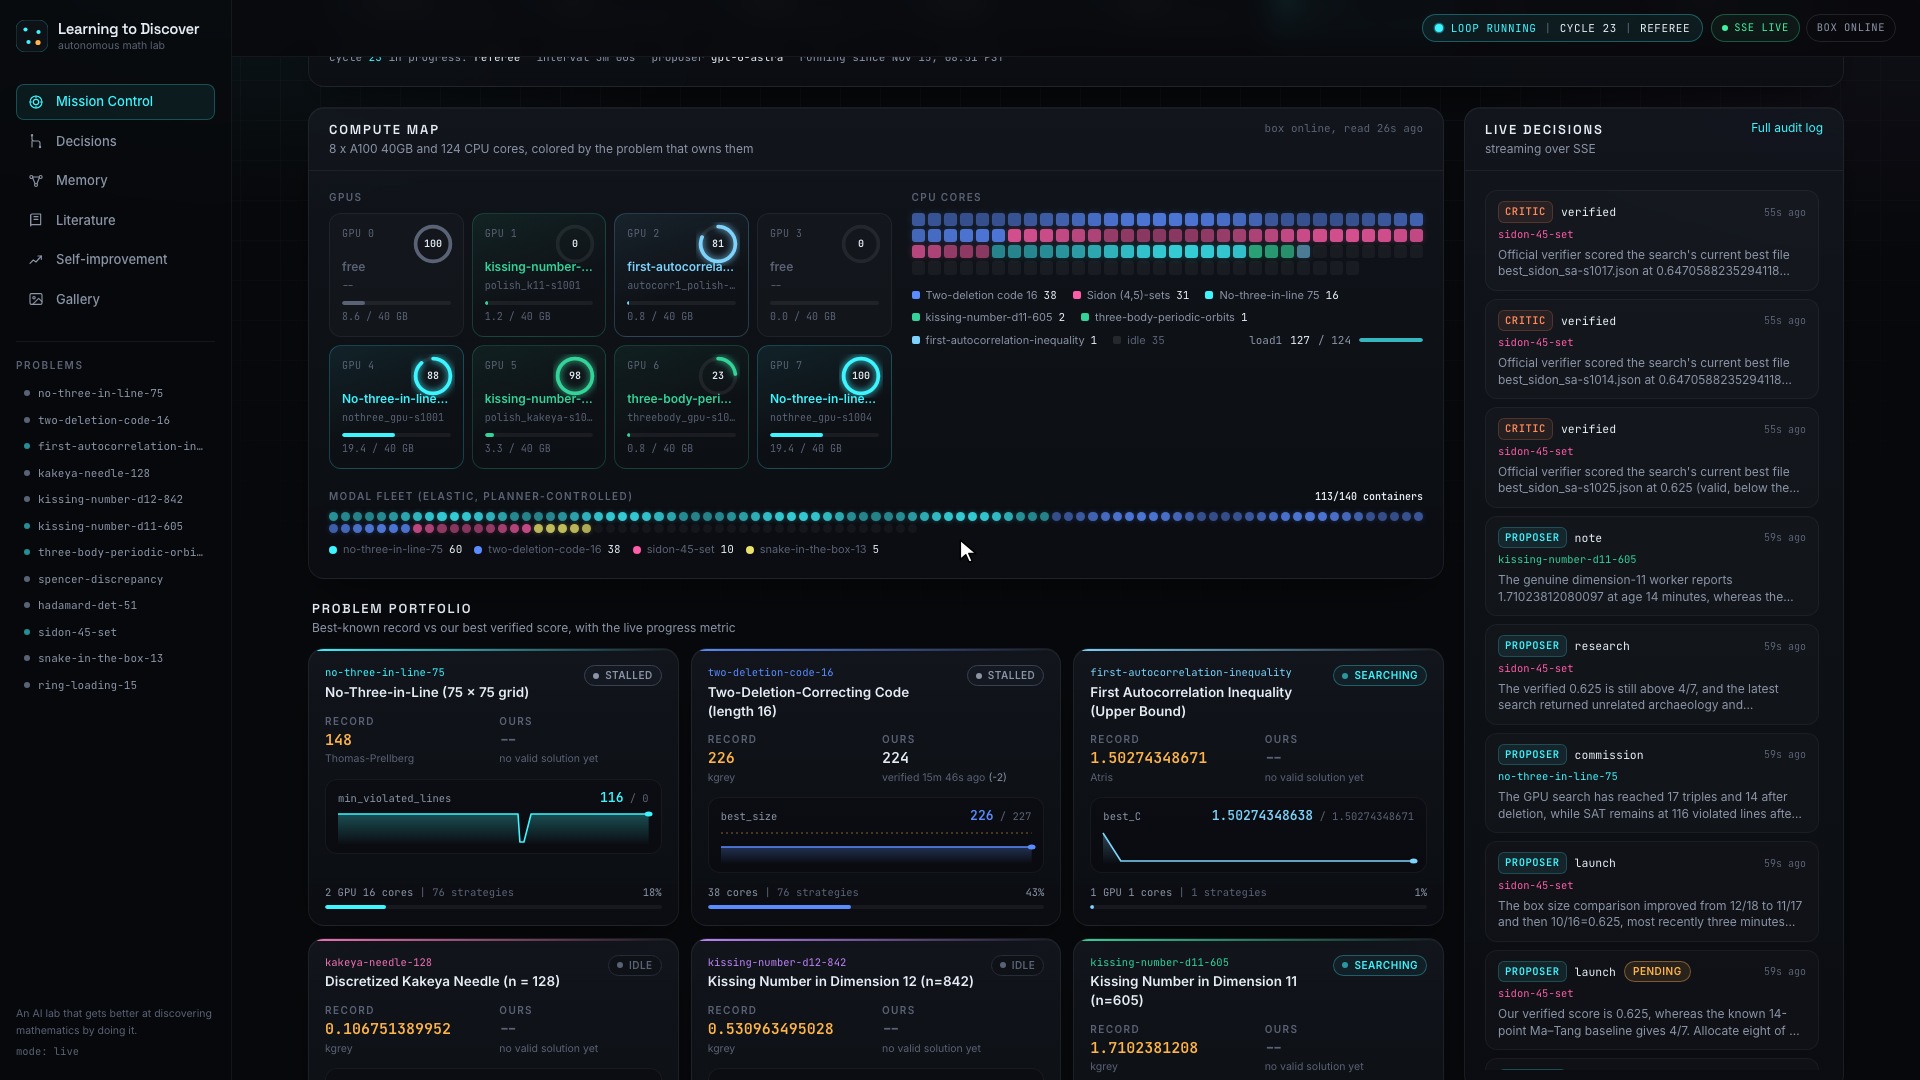 Learning to Discover
autonomous math lab
Mission Control
Decisions
Memory
Literature
Self-improvement
Gallery
PROBLEMS
no-three-in-line-75
two-deletion-code-16
first-autocorrelation-in…
kakeya-needle-128
kissing-number-d12-842
kissing-number-d11-605
three-body-periodic-orbi…
spencer-discrepancy
hadamard-det-51
sidon-45-set
snake-in-the-box-13
ring-loading-15
An AI lab that gets better at discovering
mathematics by doing it.
mode: live
LOOP RUNNING | CYCLE 23 | REFEREE
SSE LIVE
BOX ONLINE
cycle 23 in progress: referee interval 3m 00s proposer gpt-6-astra running since Nov 15, 08:51 PST
COMPUTE MAP
box online, read 26s ago
8 x A100 40GB and 124 CPU cores, colored by the problem that owns them
GPUS
GPU 0
100
free
--
8.6 / 40 GB
GPU 1
0
kissing-number-…
polish_k11-s1001
1.2 / 40 GB
GPU 2
81
first-autocorrela…
autocorr1_polish-…
0.8 / 40 GB
GPU 3
0
free
--
0.0 / 40 GB
GPU 4
88
No-three-in-line…
nothree_gpu-s1001
19.4 / 40 GB
GPU 5
98
kissing-number-…
polish_kakeya-s10…
3.3 / 40 GB
GPU 6
23
three-body-peri…
threebody_gpu-s10…
0.8 / 40 GB
GPU 7
100
No-three-in-line…
nothree_gpu-s1004
19.4 / 40 GB
CPU CORES
Two-deletion code 16 38 Sidon (4,5)-sets 31 No-three-in-line 75 16
kissing-number-d11-605 2 three-body-periodic-orbits 1
first-autocorrelation-inequality 1 idle 35 load1 127 / 124
MODAL FLEET (ELASTIC, PLANNER-CONTROLLED)
113/140 containers
no-three-in-line-75 60 two-deletion-code-16 38 sidon-45-set 10 snake-in-the-box-13 5
PROBLEM PORTFOLIO
Best-known record vs our best verified score, with the live progress metric
no-three-in-line-75
STALLED
No-Three-in-Line (75 × 75 grid)
RECORD
OURS
148
--
Thomas-Prellberg
no valid solution yet
min_violated_lines
116 / 0
2 GPU 16 cores | 76 strategies
18%
two-deletion-code-16
STALLED
Two-Deletion-Correcting Code
(length 16)
RECORD
OURS
226
224
kgrey
verified 15m 46s ago (-2)
best_size
226 / 227
38 cores | 76 strategies
43%
first-autocorrelation-inequality
SEARCHING
First Autocorrelation Inequality
(Upper Bound)
RECORD
OURS
1.50274348671
--
Atris
no valid solution yet
best_C
1.50274348638 / 1.50274348671
1 GPU 1 cores | 1 strategies
1%
kakeya-needle-128
IDLE
Discretized Kakeya Needle (n = 128)
RECORD
OURS
0.106751389952
--
kgrey
no valid solution yet
kissing-number-d12-842
IDLE
Kissing Number in Dimension 12 (n=842)
RECORD
OURS
0.530963495028
--
kgrey
no valid solution yet
kissing-number-d11-605
SEARCHING
Kissing Number in Dimension 11
(n=605)
RECORD
OURS
1.7102381208
--
kgrey
no valid solution yet
LIVE DECISIONS
Full audit log
streaming over SSE
CRITIC verified 55s ago
sidon-45-set
Official verifier scored the search's current best file
best_sidon_sa-s1017.json at 0.6470588235294118…
CRITIC verified 55s ago
sidon-45-set
Official verifier scored the search's current best file
best_sidon_sa-s1014.json at 0.6470588235294118…
CRITIC verified 55s ago
sidon-45-set
Official verifier scored the search's current best file
best_sidon_sa-s1025.json at 0.625 (valid, below the…
PROPOSER note 59s ago
kissing-number-d11-605
The genuine dimension-11 worker reports
1.71023812080097 at age 14 minutes, whereas the…
PROPOSER research 59s ago
sidon-45-set
The verified 0.625 is still above 4/7, and the latest
search returned unrelated archaeology and…
PROPOSER commission 59s ago
no-three-in-line-75
The GPU search has reached 17 triples and 14 after
deletion, while SAT remains at 116 violated lines afte…
PROPOSER launch 59s ago
sidon-45-set
The box size comparison improved from 12/18 to 11/17
and then 10/16=0.625, most recently three minutes…
PROPOSER launch PENDING 59s ago
sidon-45-set
Our verified score is 0.625, whereas the known 14-
point Ma–Tang baseline gives 4/7. Allocate eight of …